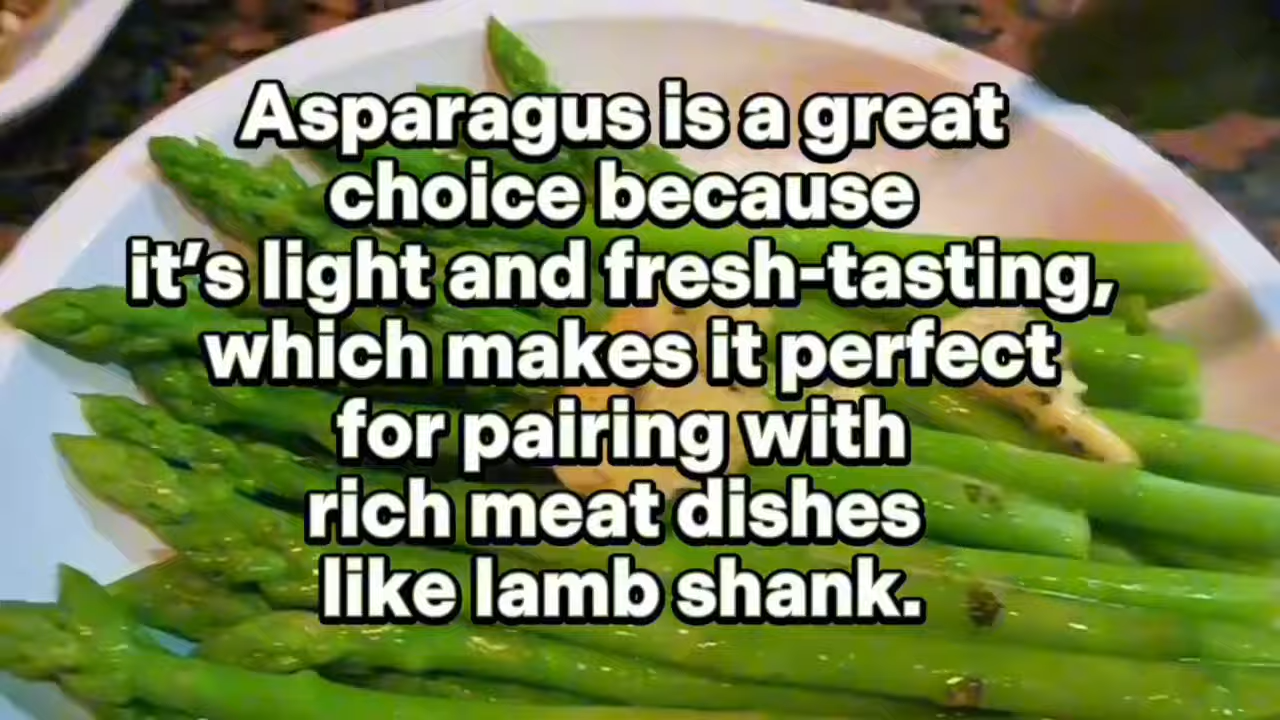 Asparagus is a great
choice because
it’s light and fresh-tasting,
which makes it perfect
for pairing with
rich meat dishes
like lamb shank.